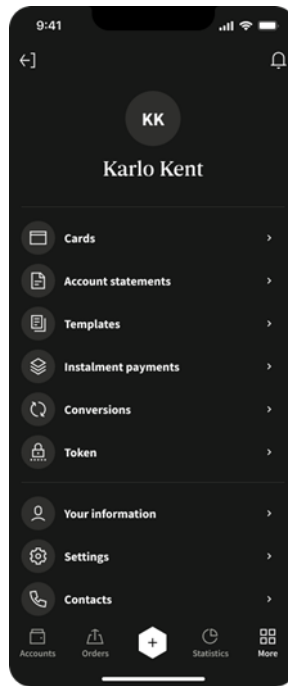 9:41
KK
Karlo Kent
Cards
Account statements
Templates
Instalment payments
Conversions
Token
Your information
Settings
Contacts
Accounts
Orders
Statistics
More